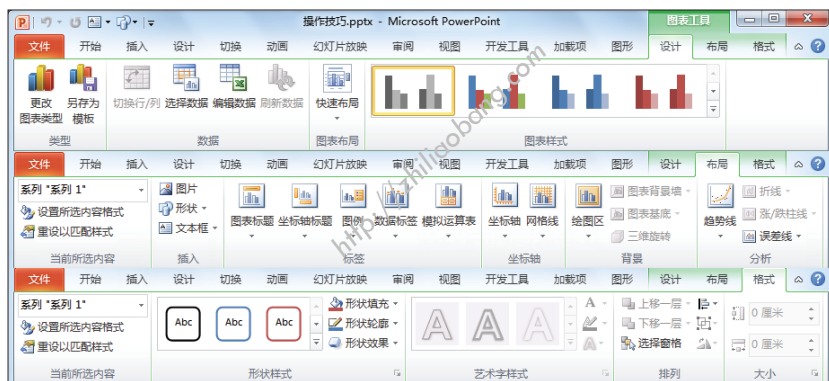 操作技巧.pptx - Microsoft PowerPoint
图表工具
文件 开始 插入 设计 切换 动画 幻灯片放映 审阅 视图 开发工具 加载项 图形 设计 布局 格式
更改图表类型 另存为模板 切换行/列 选择数据 编辑数据 刷新数据 快速布局
类型 数据 图表布局 图表样式
文件 开始 插入 设计 切换 动画 幻灯片放映 审阅 视图 开发工具 加载项 图形 设计 布局 格式
系列 "系列 1" 图片 图表背景墙 折线
设置所选内容格式 形状 图表标题 坐标轴标题 图例 数据标签 模拟运算表 坐标轴 网格线 绘图区 图表基底 趋势线 涨/跌柱线
重设以匹配样式 文本框 三维旋转 误差线
当前所选内容 插入 标签 坐标轴 背景 分析
文件 开始 插入 设计 切换 动画 幻灯片放映 审阅 视图 开发工具 加载项 图形 设计 布局 格式
系列 "系列 1" 形状填充 A 上移一层 0 厘米
设置所选内容格式 Abc Abc Abc 形状轮廓 A A A 下移一层 0 厘米
重设以匹配样式 形状效果 A 选择窗格
当前所选内容 形状样式 艺术字样式 排列 大小
http://zhiliaobang.com